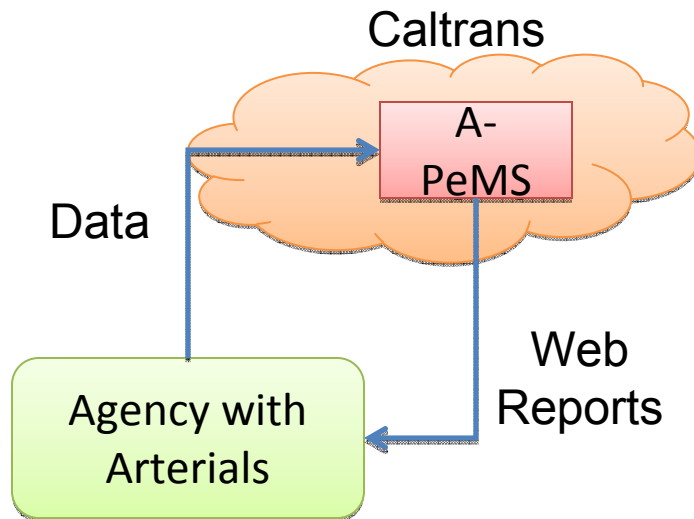 Caltrans
A-
PeMS
Data
Web
Reports
Agency with
Arterials